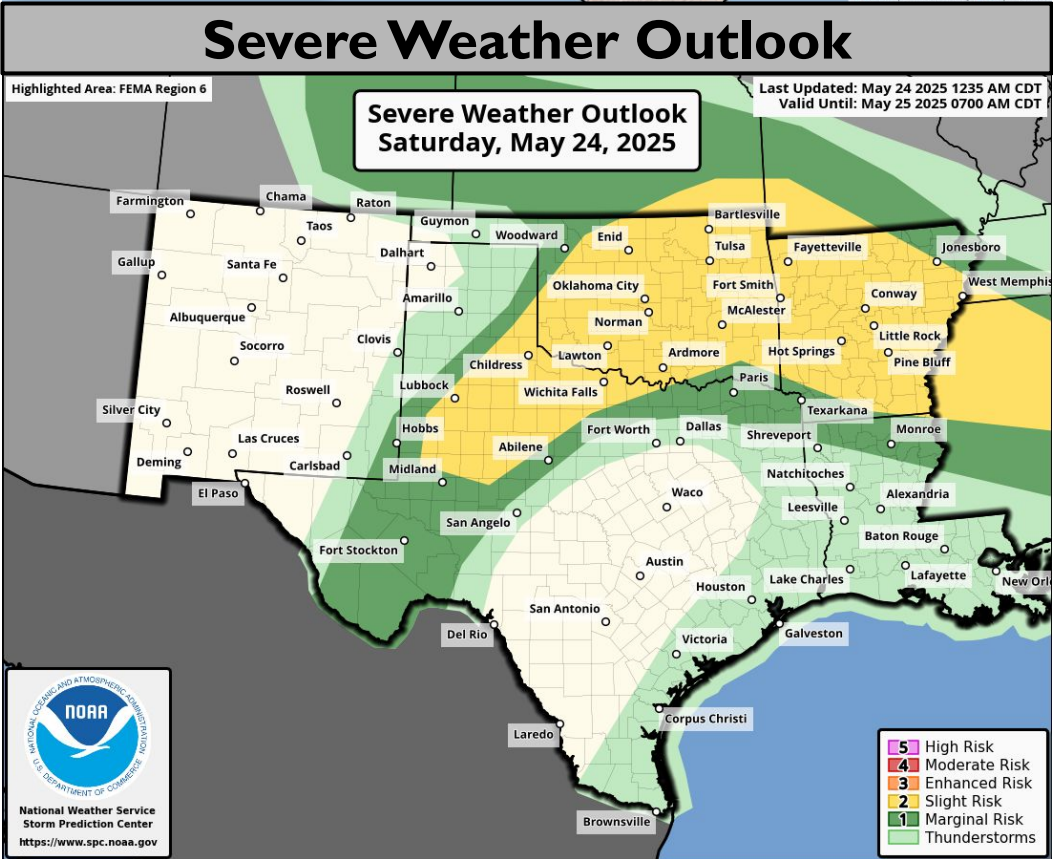 Severe Weather Outlook
Highlighted Area: FEMA Region 6
Last Updated: May 24 2025 1235 AM CDT
Valid Until: May 25 2025 0700 AM CDT
Severe Weather Outlook
Saturday, May 24, 2025
Farmington
Chama
Raton
Taos
Guymon
Woodward
Enid
Bartlesville
Gallup
Santa Fe
Dalhart
Tulsa
Fayetteville
Jonesboro
Albuquerque
Amarillo
Oklahoma City
Fort Smith
Conway
West Memphis
Norman
McAlester
Socorro
Clovis
Childress
Lawton
Ardmore
Hot Springs
Little Rock
Pine Bluff
Roswell
Lubbock
Wichita Falls
Paris
Silver City
Hobbs
Texarkana
Deming
Las Cruces
Carlsbad
Midland
Abilene
Fort Worth
Dallas
Shreveport
Monroe
El Paso
San Angelo
Waco
Natchitoches
Leesville
Alexandria
Fort Stockton
Austin
Baton Rouge
Houston
Lake Charles
Lafayette
New Orl
Del Rio
San Antonio
Victoria
Galveston
Laredo
Corpus Christi
Brownsville
NATIONAL OCEANIC AND ATMOSPHERIC ADMINISTRATION
NOAA
U.S. DEPARTMENT OF COMMERCE
National Weather Service
Storm Prediction Center
https://www.spc.noaa.gov
5 High Risk
4 Moderate Risk
3 Enhanced Risk
2 Slight Risk
1 Marginal Risk
Thunderstorms